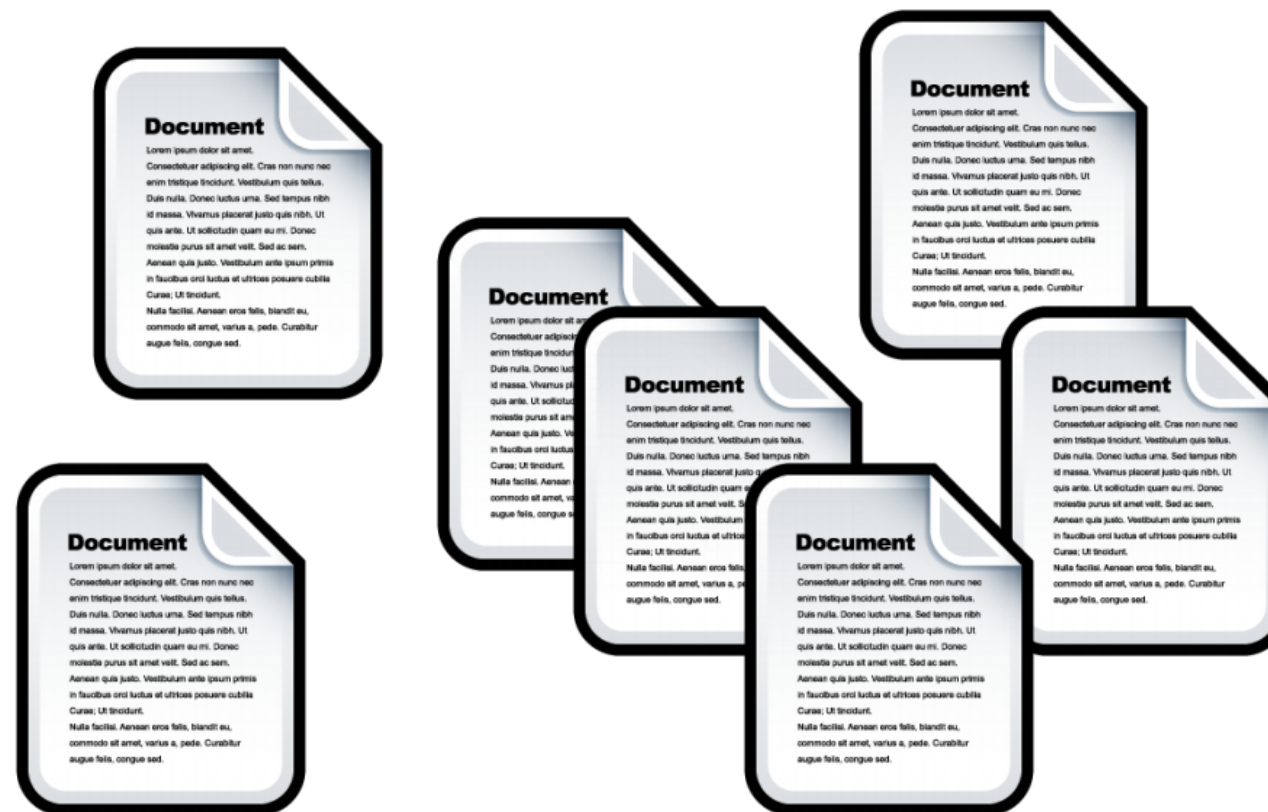 Document
Lorem ipsum dolor sit amet.
Consectetuer adipiscing elit. Cras non nunc nec
enim tristique tincidunt. Vestibulum quis tellus.
Duis nulla. Donec luctus urna. Sed tempus nibh
id massa. Vivamus placerat justo quis nibh. Ut
quis ante. Ut sollicitudin quam eu mi. Donec
molestie purus sit amet velit. Sed ac sem.
Aenean quis justo. Vestibulum ante ipsum primis
in faucibus orci luctus et ultrices posuere cubilia
Curae; Ut tincidunt.
Nulla facilisi. Aenean eros felis, blandit eu,
commodo sit amet, varius a, pede. Curabitur
augue felis, congue sed.
Document
Lorem ipsum dolor sit amet.
Consectetuer adipiscing elit. Cras non nunc nec
enim tristique tincidunt. Vestibulum quis tellus.
Duis nulla. Donec luctus urna. Sed tempus nibh
id massa. Vivamus placerat justo quis nibh. Ut
quis ante. Ut sollicitudin quam eu mi. Donec
molestie purus sit amet velit. Sed ac sem.
Aenean quis justo. Vestibulum ante ipsum primis
in faucibus orci luctus et ultrices posuere cubilia
Curae; Ut tincidunt.
Nulla facilisi. Aenean eros felis, blandit eu,
commodo sit amet, varius a, pede. Curabitur
augue felis, congue sed.
Document
Lorem ipsum dolor sit
Consectetuer
enim tristique
Duis nulla. Donec
id massa. Vivamus
quis ante. Ut
molestie purus sit
Aenean quis justo.
in faucibus orci luctus
Curae; Ut tincidunt.
Nulla facilisi. Aenean
commodo sit amet,
augue felis, congue
Document
Lorem ipsum dolor sit amet.
Consectetuer adipiscing elit. Cras non nunc nec
enim tristique tincidunt. Vestibulum quis tellus.
Duis nulla. Donec luctus urna. Sed tempus nibh
id massa. Vivamus placerat justo
quis ante. Ut sollicitudin quam
molestie purus sit amet velit.
Aenean quis justo. Vestibulum
in faucibus orci luctus et
Curae; Ut tincidunt.
Nulla facilisi. Aenean eros felis,
commodo sit amet, varius a,
augue felis, congue sed.
Document
Lorem ipsum dolor sit amet.
Consectetuer adipiscing elit. Cras non nunc nec
enim tristique tincidunt. Vestibulum quis tellus.
Duis nulla. Donec luctus urna. Sed tempus nibh
id massa. Vivamus placerat justo quis nibh. Ut
quis ante. Ut sollicitudin quam eu mi. Donec
molestie purus sit amet velit. Sed ac sem.
Aenean quis justo. Vestibulum ante ipsum primis
in faucibus orci luctus et ultrices posuere cubilia
Curae; Ut tincidunt.
Nulla facilisi. Aenean eros felis, blandit eu,
commodo sit amet, varius a, pede. Curabitur
augue felis, congue sed.
Document
Lorem ipsum dolor sit amet.
Consectetuer adipiscing elit. Cras non nunc nec
enim tristique tincidunt. Vestibulum quis tellus.
Duis nulla. Donec luctus urna. Sed tempus nibh
id massa. Vivamus placerat justo quis nibh. Ut
quis ante. Ut sollicitudin quam eu mi. Donec
molestie purus sit amet velit. Sed ac sem.
Aenean quis justo. Vestibulum ante ipsum primis
in faucibus orci luctus et ultrices posuere cubilia
Curae; Ut tincidunt.
Nulla facilisi. Aenean eros felis, blandit eu,
commodo sit amet, varius a, pede. Curabitur
augue felis, congue sed.
Document
Lorem ipsum dolor sit amet.
Consectetuer adipiscing elit. Cras non nunc nec
enim tristique tincidunt. Vestibulum quis tellus.
Duis nulla. Donec luctus urna. Sed tempus nibh
id massa. Vivamus placerat justo quis nibh. Ut
quis ante. Ut sollicitudin quam eu mi. Donec
molestie purus sit amet velit. Sed ac sem.
Aenean quis justo. Vestibulum ante ipsum primis
in faucibus orci luctus et ultrices posuere cubilia
Curae; Ut tincidunt.
Nulla facilisi. Aenean eros felis, blandit eu,
commodo sit amet, varius a, pede. Curabitur
augue felis, congue sed.